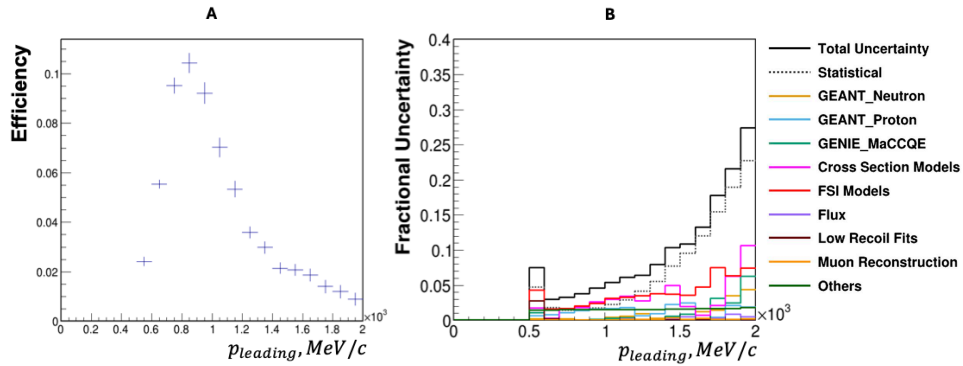 A
B
Efficiency
0.1
0.08
0.06
0.04
0.02
0
0 0.2 0.4 0.6 0.8 1 1.2 1.4 1.6 1.8 2
×10³
p_leading, MeV/c
Fractional Uncertainty
0.4
0.35
0.3
0.25
0.2
0.15
0.1
0.05
0
0 0.5 1 1.5 2
×10³
p_leading, MeV/c
Total Uncertainty
Statistical
GEANT_Neutron
GEANT_Proton
GENIE_MaCCQE
Cross Section Models
FSI Models
Flux
Low Recoil Fits
Muon Reconstruction
Others